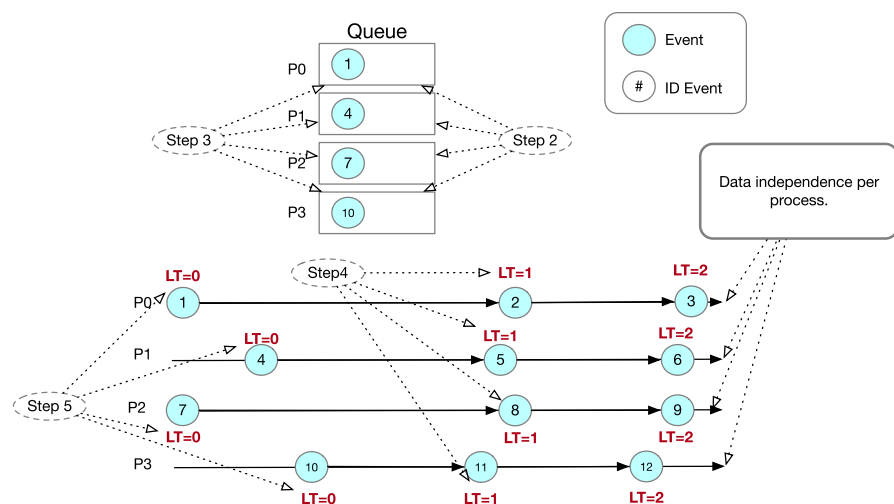 Queue
P0
1
P1
4
P2
7
P3
10
Step 3
Step 2
Event
#
ID Event
Data independence per
process.
LT=0
Step4
LT=1
LT=2
P0
1
2
3
LT=0
LT=1
LT=2
P1
4
5
6
Step 5
P2
7
8
9
LT=0
LT=1
LT=2
P3
10
11
12
LT=0
LT=1
LT=2